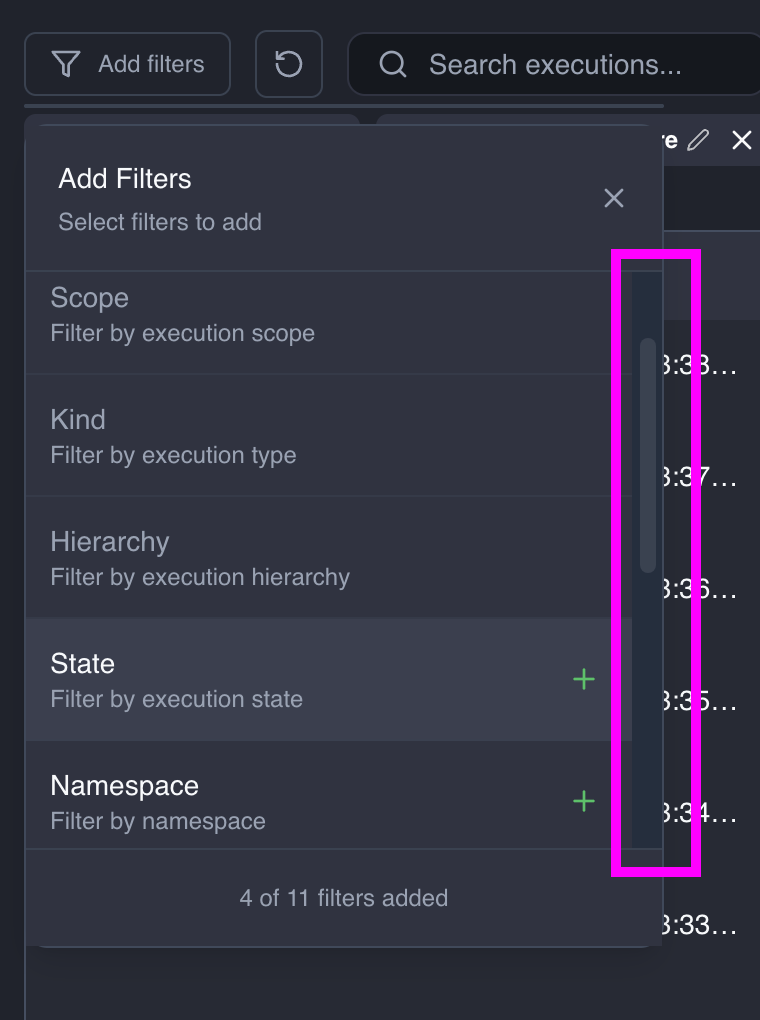 Add filters
Search executions...
re
Add Filters
Select filters to add
Scope
Filter by execution scope
Kind
Filter by execution type
Hierarchy
Filter by execution hierarchy
State
Filter by execution state
Namespace
Filter by namespace
4 of 11 filters added
3:38...
3:37...
3:36...
3:35...
3:34...
3:33...